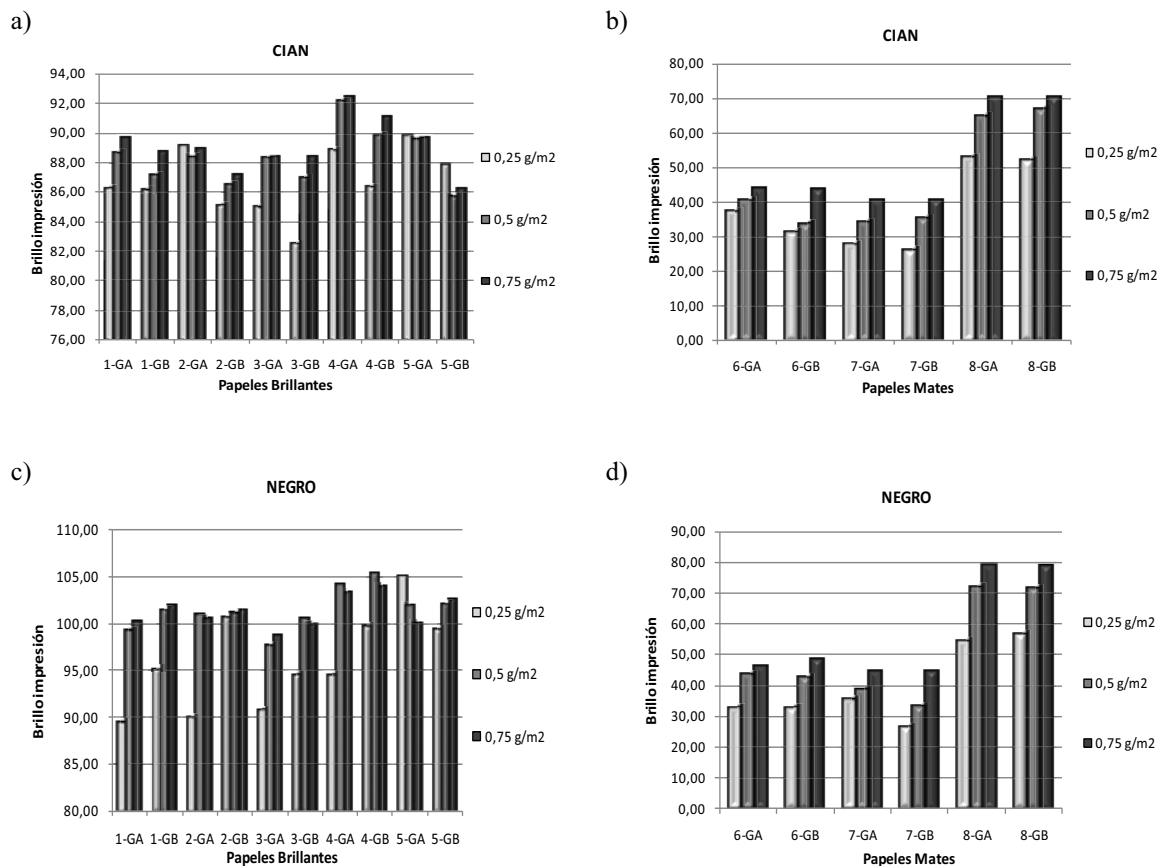 a)
CIAN
94,00
92,00
90,00
88,00
86,00
84,00
82,00
80,00
78,00
76,00
Brillo impresión
1-GA 1-GB 2-GA 2-GB 3-GA 3-GB 4-GA 4-GB 5-GA 5-GB
Papeles Brillantes
0,25 g/m2
0,5 g/m2
0,75 g/m2
b)
CIAN
80,00
70,00
60,00
50,00
40,00
30,00
20,00
10,00
0,00
Brillo impresión
6-GA 6-GB 7-GA 7-GB 8-GA 8-GB
Papeles Mates
0,25 g/m2
0,5 g/m2
0,75 g/m2
c)
NEGRO
110,00
105,00
100,00
95,00
90,00
85,00
80,00
Brillo impresión
1-GA 1-GB 2-GA 2-GB 3-GA 3-GB 4-GA 4-GB 5-GA 5-GB
Papeles Brillantes
0,25 g/m2
0,5 g/m2
0,75 g/m2
d)
NEGRO
90,00
80,00
70,00
60,00
50,00
40,00
30,00
20,00
10,00
0,00
Brillo impresión
6-GA 6-GB 7-GA 7-GB 8-GA 8-GB
Papeles Mates
0,25 g/m2
0,5 g/m2
0,75 g/m2